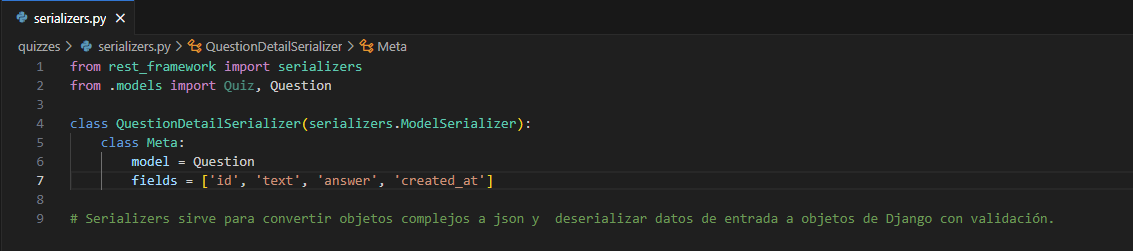 serializers.py ×
quizzes > serializers.py > QuestionDetailSerializer > Meta
1 from rest_framework import serializers
2 from .models import Quiz, Question
3
4 class QuestionDetailSerializer(serializers.ModelSerializer):
5     class Meta:
6         model = Question
7         fields = ['id', 'text', 'answer', 'created_at']
8
9 # Serializers sirve para convertir objetos complejos a json y  deserializar datos de entrada a objetos de Django con validación.